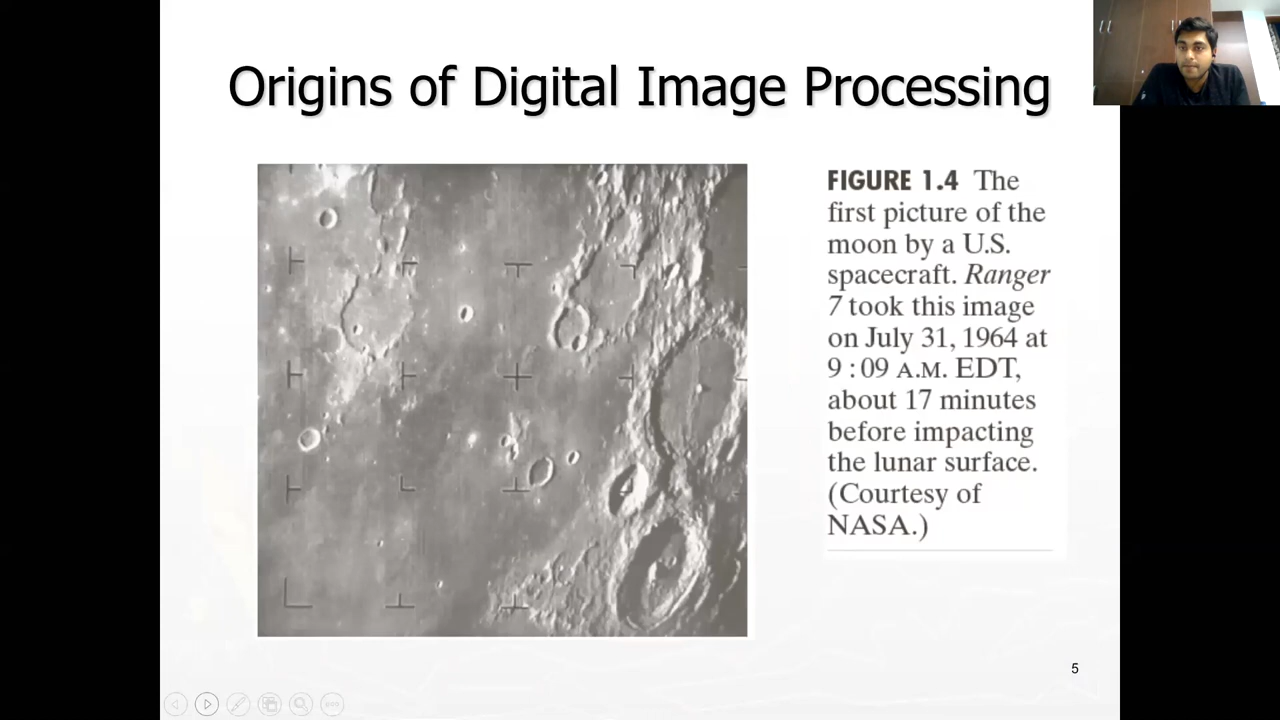 Origins of Digital Image Processing
FIGURE 1.4 The
first picture of the
moon by a U.S.
spacecraft. Ranger
7 took this image
on July 31, 1964 at
9 : 09 A.M. EDT,
about 17 minutes
before impacting
the lunar surface.
(Courtesy of
NASA.)
5